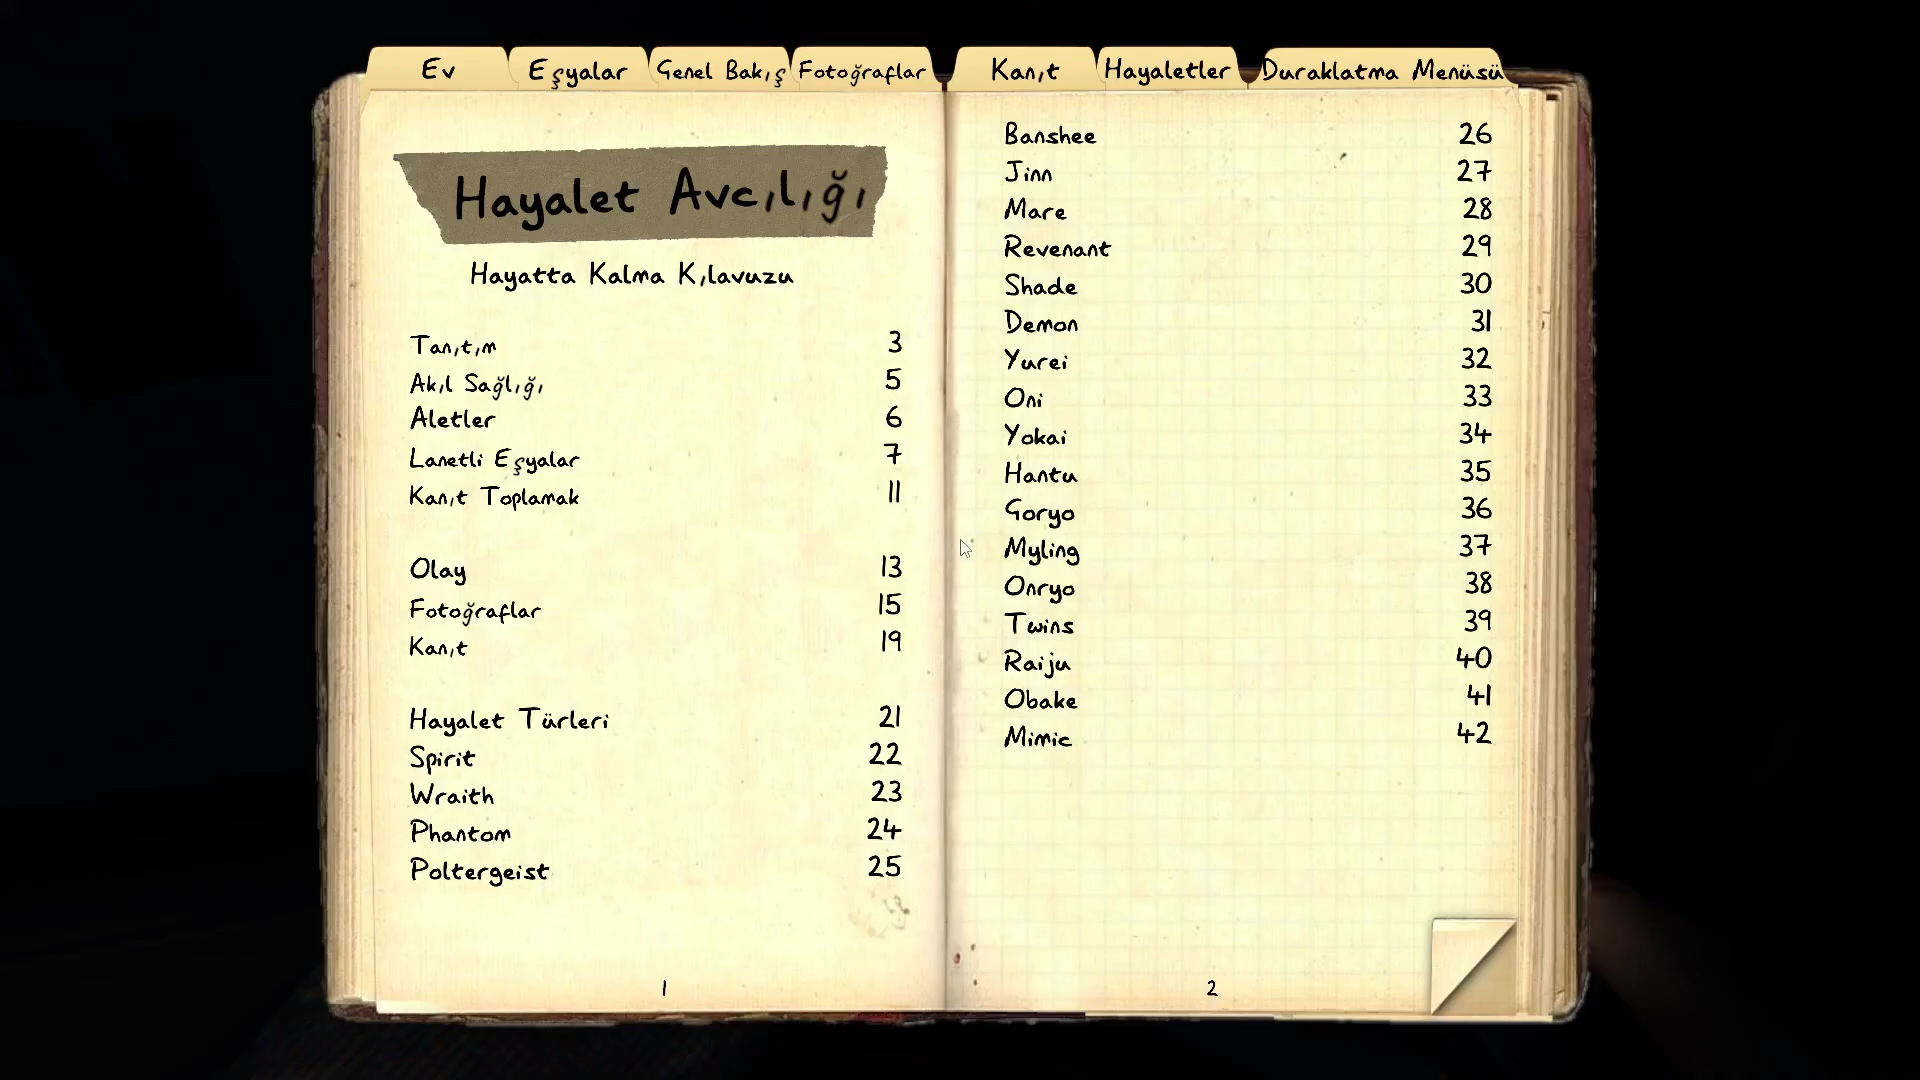 Ev Eşyalar Genel Bakış Fotoğraflar Kanıt Hayaletler Duraklatma Menüsü
Hayalet Avcılığı
Hayatta Kalma Kılavuzu
Tanıtım 3
Akıl Sağlığı 5
Aletler 6
Lanetli Eşyalar 7
Kanıt Toplamak 11
Olay 13
Fotoğraflar 15
Kanıt 19
Hayalet Türleri 21
Spirit 22
Wraith 23
Phantom 24
Poltergeist 25
1
Banshee 26
Jinn 27
Mare 28
Revenant 29
Shade 30
Demon 31
Yurei 32
Oni 33
Yokai 34
Hantu 35
Goryo 36
Myling 37
Onryo 38
Twins 39
Raiju 40
Obake 41
Mimic 42
2